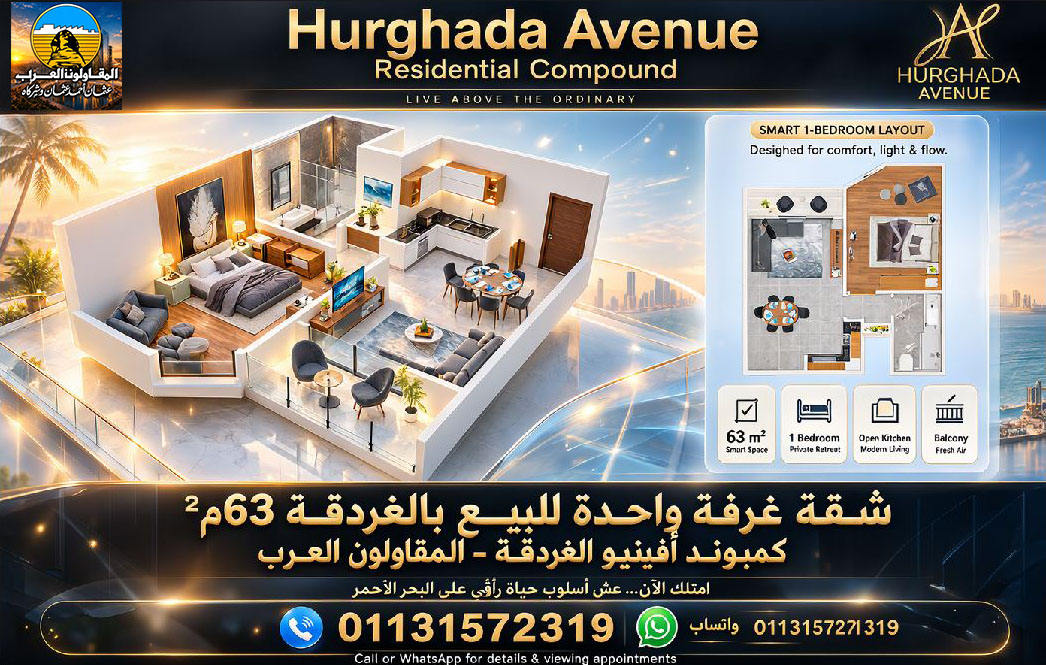 المقاولون العرب
عثمان أحمد عثمان وشركاه
Hurghada Avenue
Residential Compound
LIVE ABOVE THE ORDINARY
HURGHADA
AVENUE
SMART 1-BEDROOM LAYOUT
Desighed for comfort, light & flow.
63 m²
Smart Space
1 Bedroom
Private Retreat
Open Kitchen
Modern Living
Balcony
Fresh Air
شقة غرفة واحدة للبيع بالغردقة 63م²
كمبوند أفينيو الغردقة - المقاولون العرب
امتلك الآن... عش أسلوب حياة راقٍي على البحر الأحمر
01131572319
واتساب 011315727l319
Call or WhatsApp for details & viewing appointments